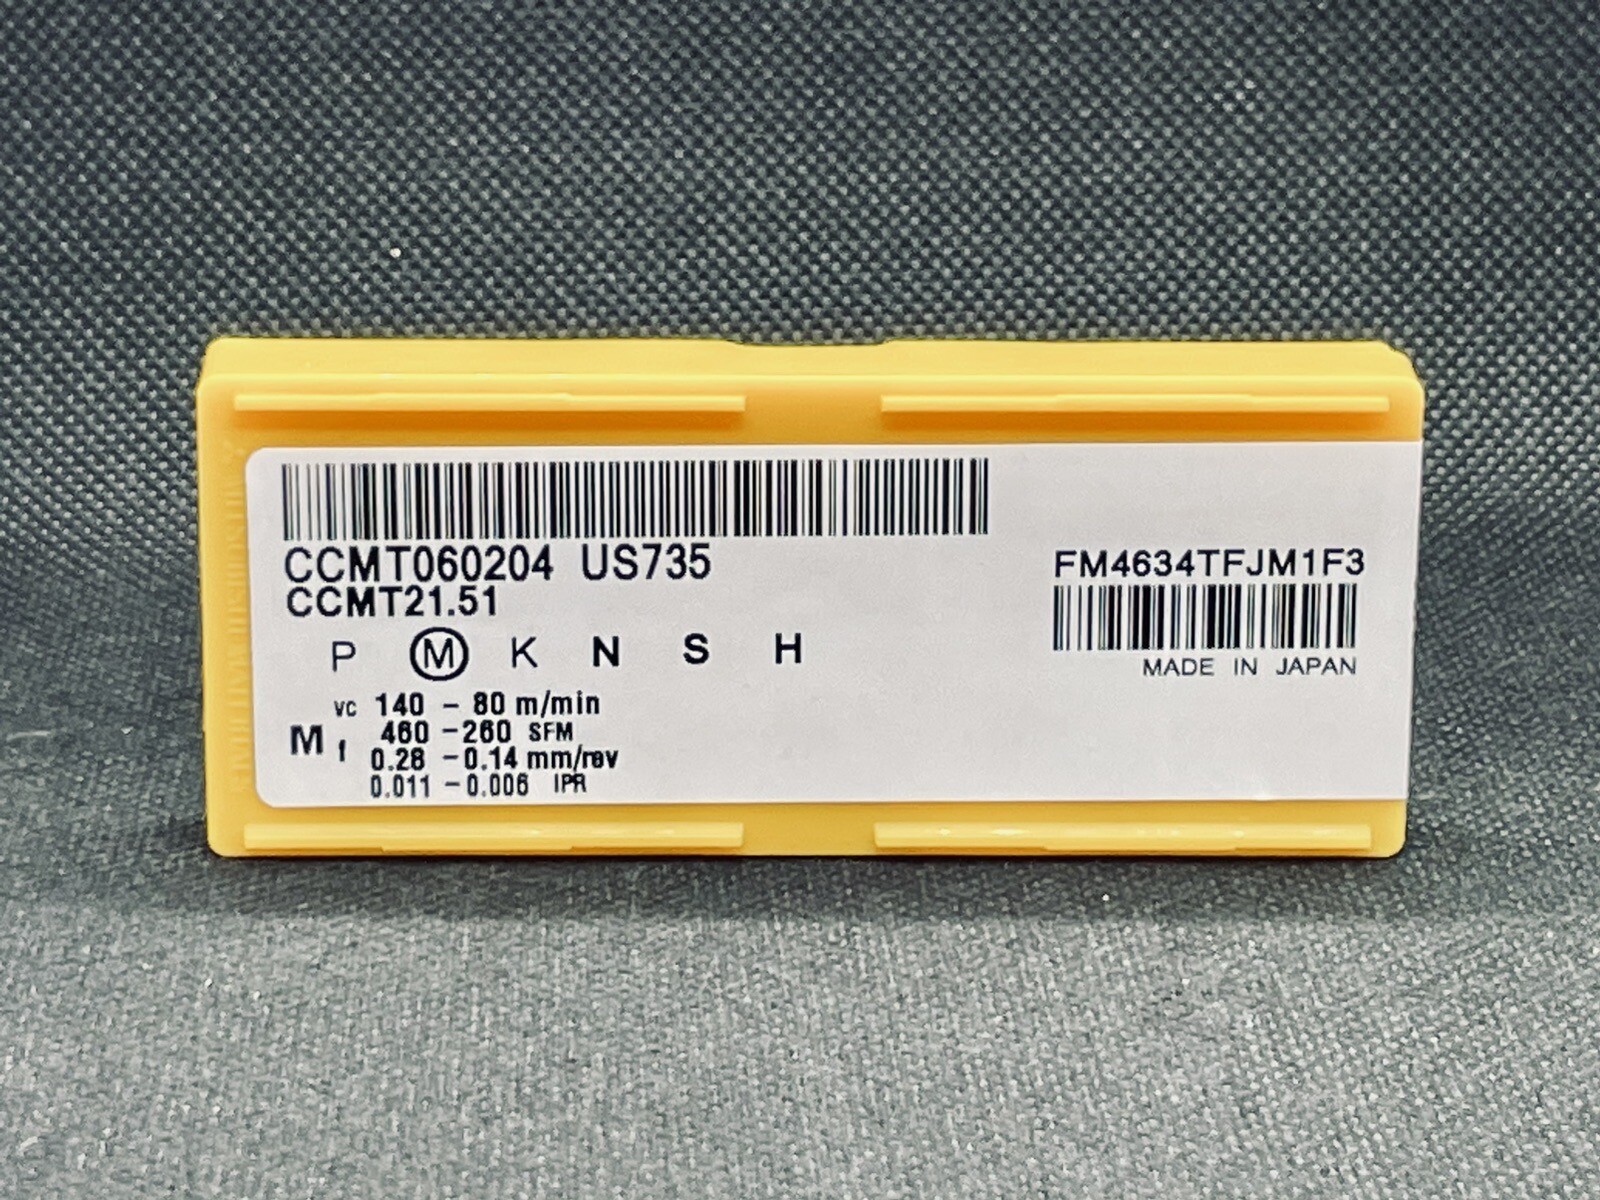 CCMT060204 US735
CCMT21.51
FM4634TFJM1F3
MADE IN JAPAN
P M K N S H
vc 140 - 80 m/min
460 - 260 SFM
M f 0.28 - 0.14 mm/rev
0.011 - 0.006 IPR